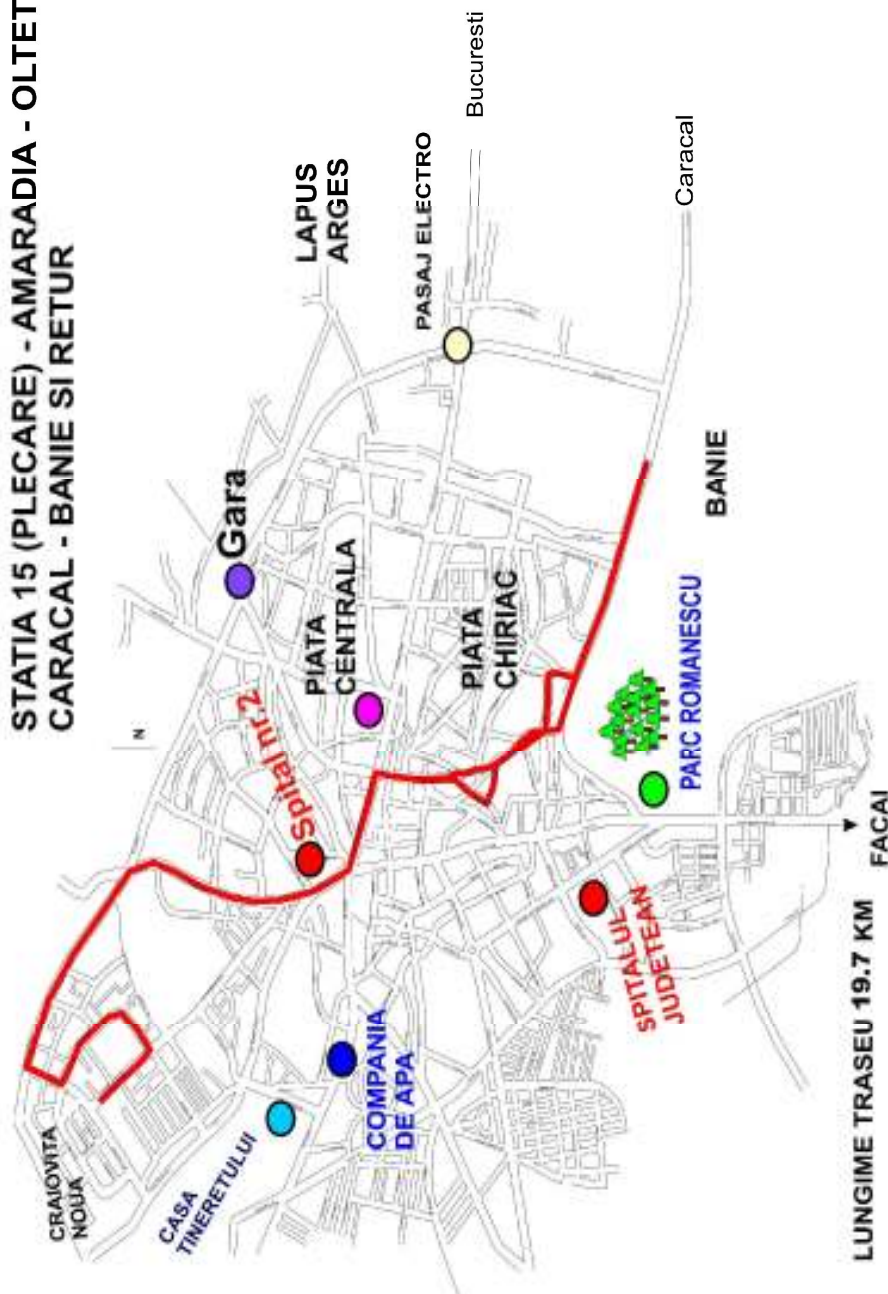 STATIA 15 (PLECARE) - AMARADIA - OLTET
CARACAL - BANIE SI RETUR
LAPUS
ARGES
PASAJ ELECTRO
Bucuresti
Caracal
Gara
PIATA
CENTRALA
PIATA
CHIRIAC
BANIE
N
Spital nr.2
PARC ROMANESCU
FACAI
SPITALUL
JUDETEAN
COMPANIA
DE APA
CASA
TINERETULUI
CRAIOVITA
NOUA
LUNGIME TRASEU 19.7 KM